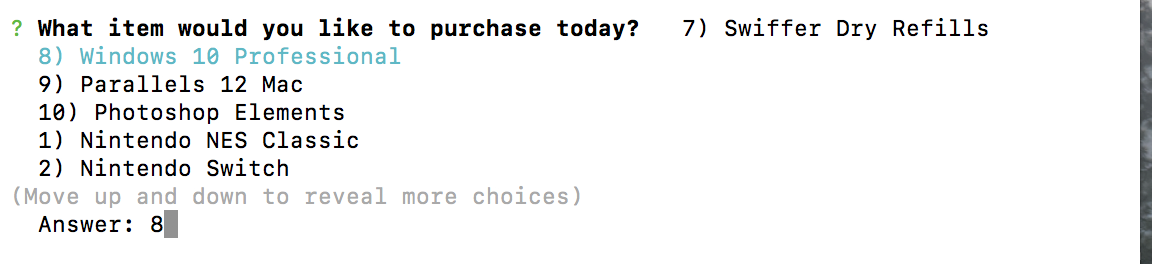 ? What item would you like to purchase today?   7) Swiffer Dry Refills
8) Windows 10 Professional
9) Parallels 12 Mac
10) Photoshop Elements
1) Nintendo NES Classic
2) Nintendo Switch
(Move up and down to reveal more choices)
Answer: 8